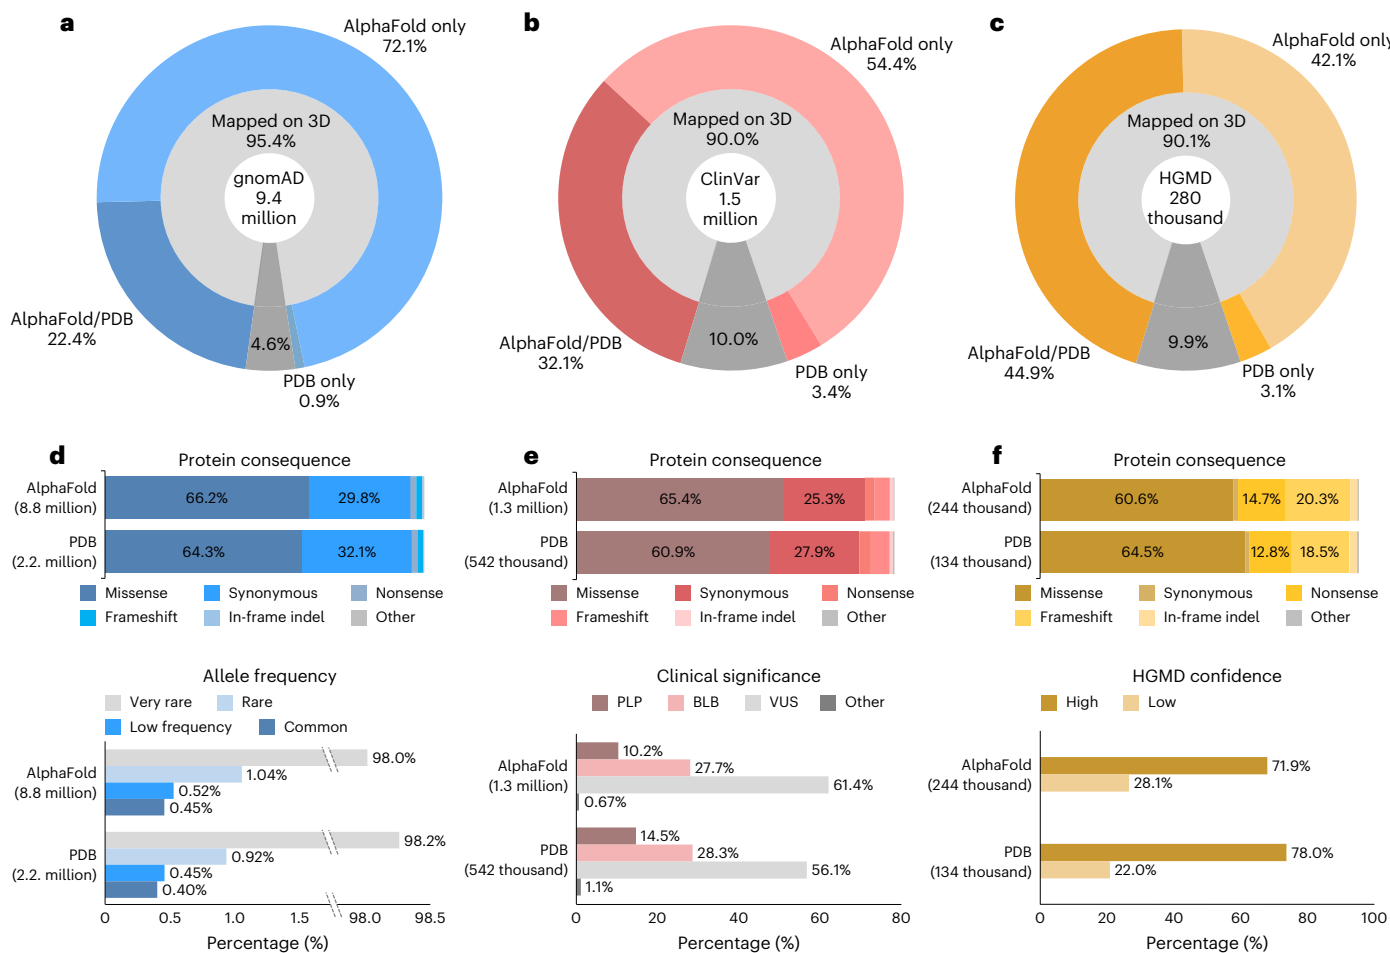 a
AlphaFold only
72.1%
Mapped on 3D
95.4%
gnomAD
9.4
million
AlphaFold/PDB
22.4%
4.6%
PDB only
0.9%
b
AlphaFold only
54.4%
Mapped on 3D
90.0%
ClinVar
1.5
million
AlphaFold/PDB
32.1%
10.0%
PDB only
3.4%
c
AlphaFold only
42.1%
Mapped on 3D
90.1%
HGMD
280
thousand
AlphaFold/PDB
44.9%
9.9%
PDB only
3.1%
d
Protein consequence
AlphaFold
(8.8 million)
66.2% 29.8%
PDB
(2.2. million)
64.3% 32.1%
Missense Synonymous Nonsense
Frameshift In-frame indel Other
Allele frequency
Very rare Rare
Low frequency Common
AlphaFold
(8.8 million)
98.0%
1.04%
0.52%
0.45%
PDB
(2.2. million)
98.2%
0.92%
0.45%
0.40%
0 0.5 1.0 1.5 98.0 98.5
Percentage (%)
e
Protein consequence
AlphaFold
(1.3 million)
65.4% 25.3%
PDB
(542 thousand)
60.9% 27.9%
Missense Synonymous Nonsense
Frameshift In-frame indel Other
Clinical significance
PLP BLB VUS Other
AlphaFold
(1.3 million)
10.2%
27.7%
61.4%
0.67%
PDB
(542 thousand)
14.5%
28.3%
56.1%
1.1%
0 20 40 60 80
Percentage (%)
f
Protein consequence
AlphaFold
(244 thousand)
60.6% 14.7% 20.3%
PDB
(134 thousand)
64.5% 12.8% 18.5%
Missense Synonymous Nonsense
Frameshift In-frame indel Other
HGMD confidence
High Low
AlphaFold
(244 thousand)
71.9%
28.1%
PDB
(134 thousand)
78.0%
22.0%
0 20 40 60 80 100
Percentage (%)